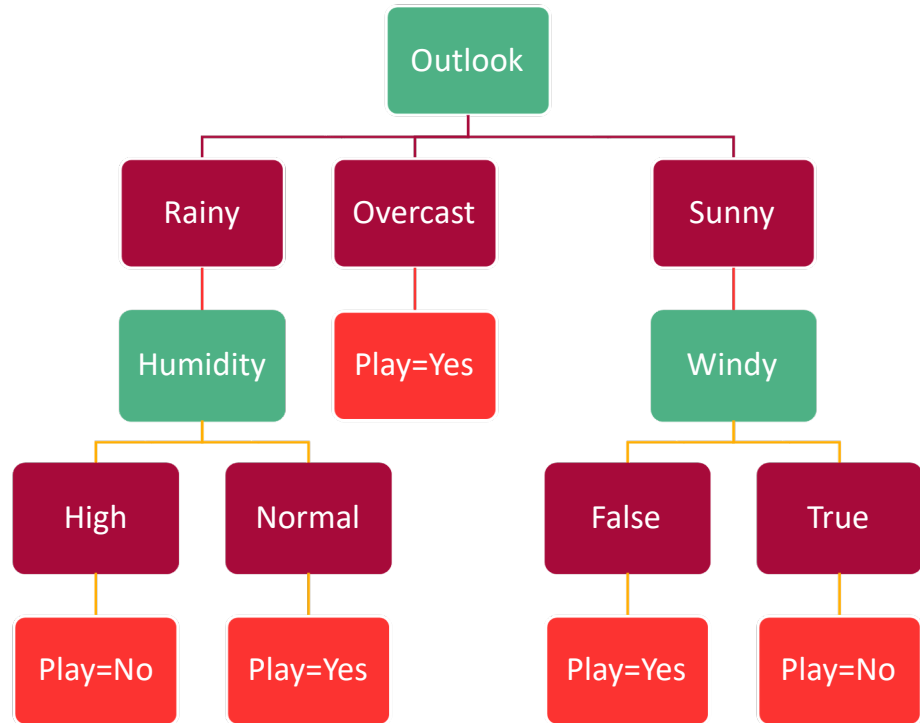 Outlook
Rainy
Overcast
Sunny
Humidity
Play=Yes
Windy
High
Normal
False
True
Play=No
Play=Yes
Play=Yes
Play=No